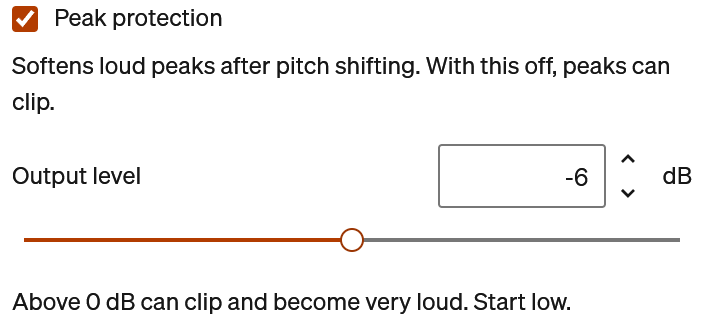 Peak protection
Softens loud peaks after pitch shifting. With this off, peaks can
clip.
Output level
-6
dB
Above 0 dB can clip and become very loud. Start low.